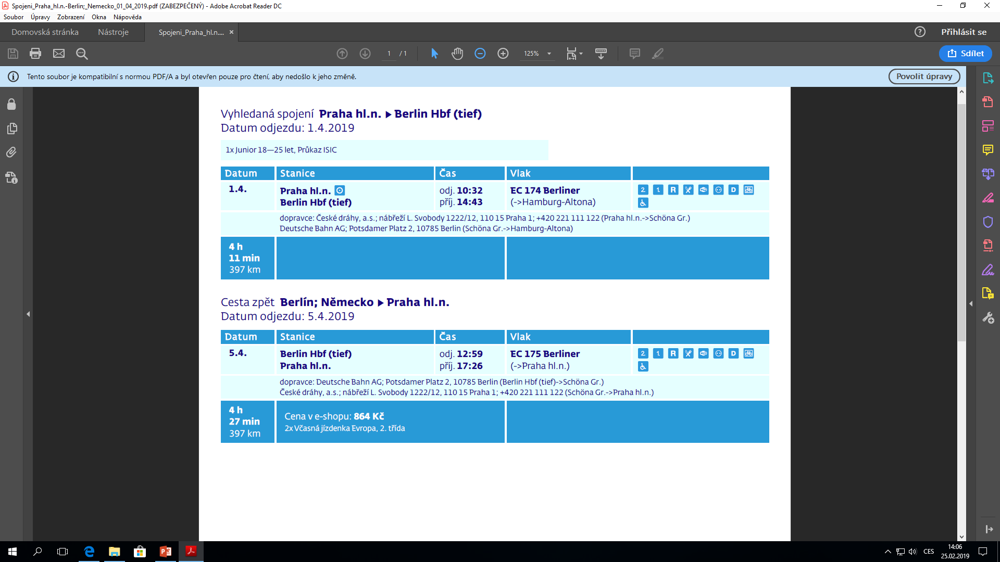 Spojeni_Praha_hl.n.-Berlin;_Nemecko_01_04_2019.pdf (ZABEZPEČENÝ) - Adobe Acrobat Reader DC
Soubor Úpravy Zobrazení Okna Nápověda
Domovská stránka Nástroje Spojeni_Praha_hl.n.... × Přihlásit se
1 / 1 125% Sdílet
Tento soubor je kompatibilní s normou PDF/A a byl otevřen pouze pro čtení, aby nedošlo k jeho změně. Povolit úpravy
Vyhledaná spojení Praha hl.n. ▶ Berlin Hbf (tief)
Datum odjezdu: 1.4.2019
1x Junior 18—25 let, Průkaz ISIC
Datum Stanice Čas Vlak
1.4. Praha hl.n. odj. 10:32 EC 174 Berliner 2. 1. R D
Berlin Hbf (tief) příj. 14:43 (->Hamburg-Altona)
dopravce: České dráhy, a.s.; nábřeží L. Svobody 1222/12, 110 15 Praha 1; +420 221 111 122 (Praha hl.n.->Schöna Gr.)
Deutsche Bahn AG; Potsdamer Platz 2, 10785 Berlin (Schöna Gr.->Hamburg-Altona)
4 h
11 min
397 km
Cesta zpět Berlín; Německo ▶ Praha hl.n.
Datum odjezdu: 5.4.2019
Datum Stanice Čas Vlak
5.4. Berlin Hbf (tief) odj. 12:59 EC 175 Berliner 2. 1. R D
Praha hl.n. příj. 17:26 (->Praha hl.n.)
dopravce: Deutsche Bahn AG; Potsdamer Platz 2, 10785 Berlin (Berlin Hbf (tief)->Schöna Gr.)
České dráhy, a.s.; nábřeží L. Svobody 1222/12, 110 15 Praha 1; +420 221 111 122 (Schöna Gr.->Praha hl.n.)
4 h
27 min
397 km
Cena v e-shopu: 864 Kč
2x Včasná jízdenka Evropa, 2. třída
CES 14:06
25.02.2019